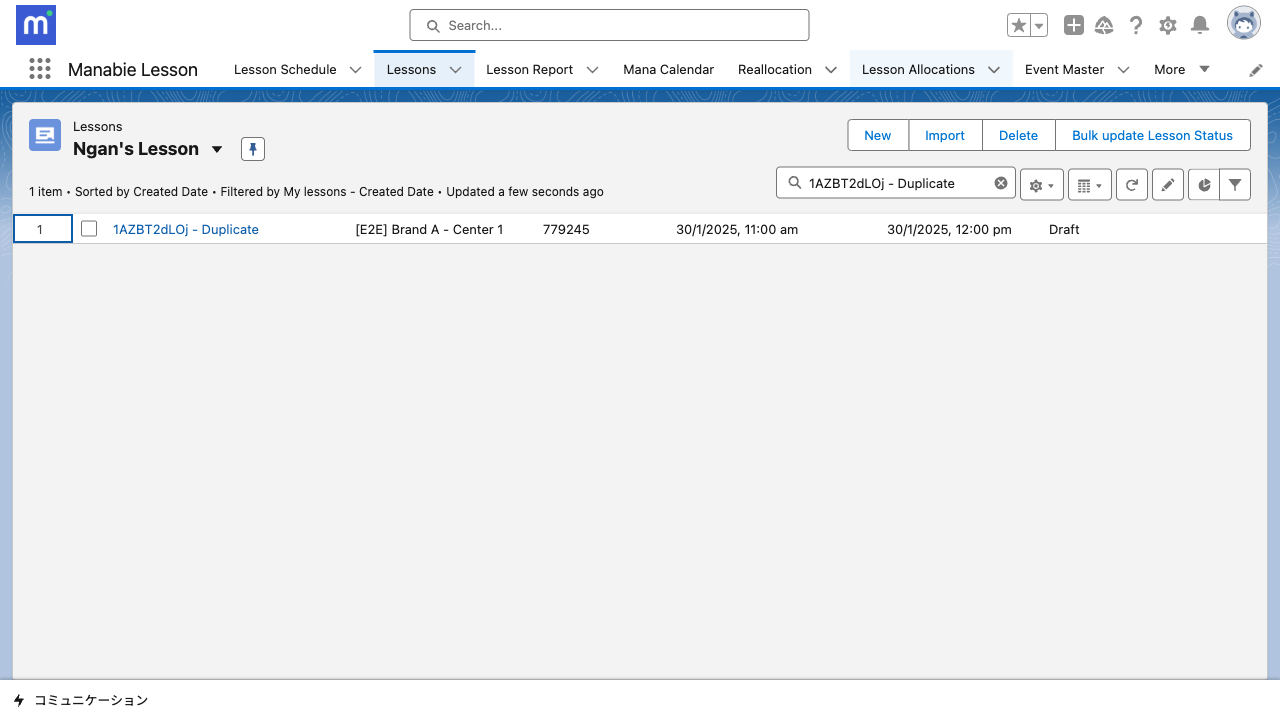 m
Search...
Manabie Lesson
Lesson Schedule
Lessons
Lesson Report
Mana Calendar
Reallocation
Lesson Allocations
Event Master
More
Lessons
Ngan's Lesson
New
Import
Delete
Bulk update Lesson Status
1 item • Sorted by Created Date • Filtered by My lessons - Created Date • Updated a few seconds ago
1AZBT2dLOj - Duplicate
1
1AZBT2dLOj - Duplicate
[E2E] Brand A - Center 1
779245
30/1/2025, 11:00 am
30/1/2025, 12:00 pm
Draft
コミュニケーション